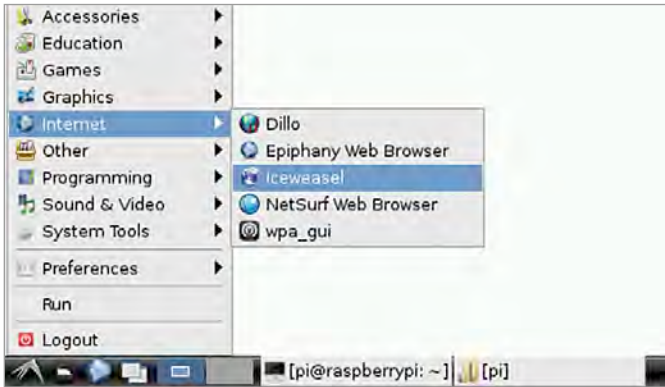 Accessories
Education
Games
Graphics
Internet
Other
Programming
Sound & Video
System Tools
Preferences
Run
Logout
Dillo
Epiphany Web Browser
Iceweasel
NetSurf Web Browser
wpa_gui
[pi@raspberrypi: ~]
[pi]